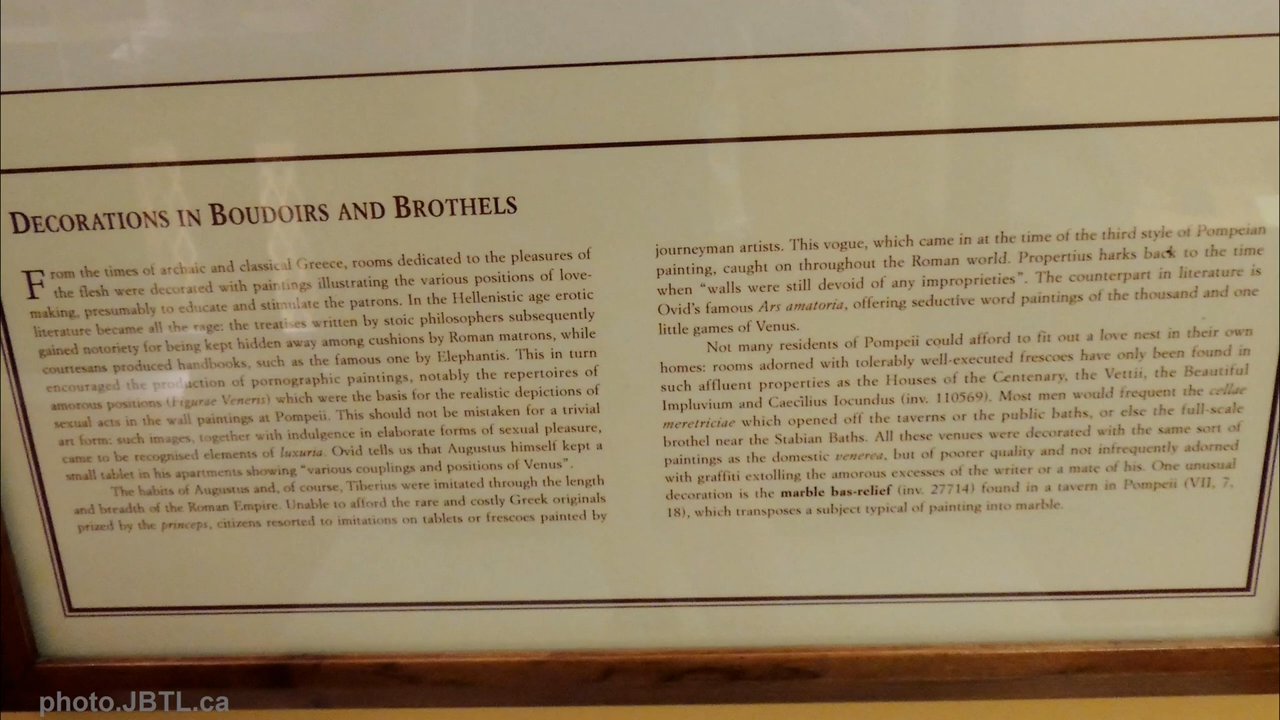 DECORATIONS IN BOUDOIRS AND BROTHELS
From the times of archaic and classical Greece, rooms dedicated to the pleasures of
the flesh were decorated with paintings illustrating the various positions of love-
making, presumably to educate and stimulate the patrons. In the Hellenistic age erotic
literature became all the rage: the treatises written by stoic philosophers subsequently
gained notoriety for being kept hidden away among cushions by Roman matrons, while
courtesans produced handbooks, such as the famous one by Elephantis. This in turn
encouraged the production of pornographic paintings, notably the repertoires of
amorous positions (Figurae Veneris) which were the basis for the realistic depictions of
sexual acts in the wall paintings at Pompeii. This should not be mistaken for a trivial
art form: such images, together with indulgence in elaborate forms of sexual pleasure,
came to be recognised elements of luxuria. Ovid tells us that Augustus himself kept a
small tablet in his apartments showing “various couplings and positions of Venus”.
The habits of Augustus and, of course, Tiberius were imitated through the length
and breadth of the Roman Empire. Unable to afford the rare and costly Greek originals
prized by the princeps, citizens resorted to imitations on tablets or frescoes painted by
journeyman artists. This vogue, which came in at the time of the third style of Pompeian
painting, caught on throughout the Roman world. Propertius harks back to the time
when “walls were still devoid of any improprieties”. The counterpart in literature is
Ovid's famous Ars amatoria, offering seductive word paintings of the thousand and one
little games of Venus.
Not many residents of Pompeii could afford to fit out a love nest in their own
homes: rooms adorned with tolerably well-executed frescoes have only been found in
such affluent properties as the Houses of the Centenary, the Vettii, the Beautiful
Impluvium and Caecilius Iocundus (inv. 110569). Most men would frequent the cellae
meretriciae which opened off the taverns or the public baths, or else the full-scale
brothel near the Stabian Baths. All these venues were decorated with the same sort of
paintings as the domestic venerea, but of poorer quality and not infrequently adorned
with graffiti extolling the amorous excesses of the writer or a mate of his. One unusual
decoration is the marble bas-relief (inv. 27714) found in a tavern in Pompeii (VII, 7,
18), which transposes a subject typical of painting into marble.
photo.JBTL.ca